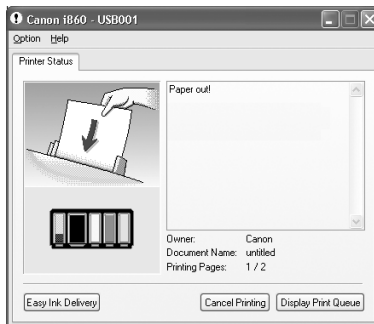 Canon i860 - USB001
Option Help
Printer Status
Paper out!
Owner: Canon
Document Name: untitled
Printing Pages: 1 / 2
Easy Ink Delivery Cancel Printing Display Print Queue